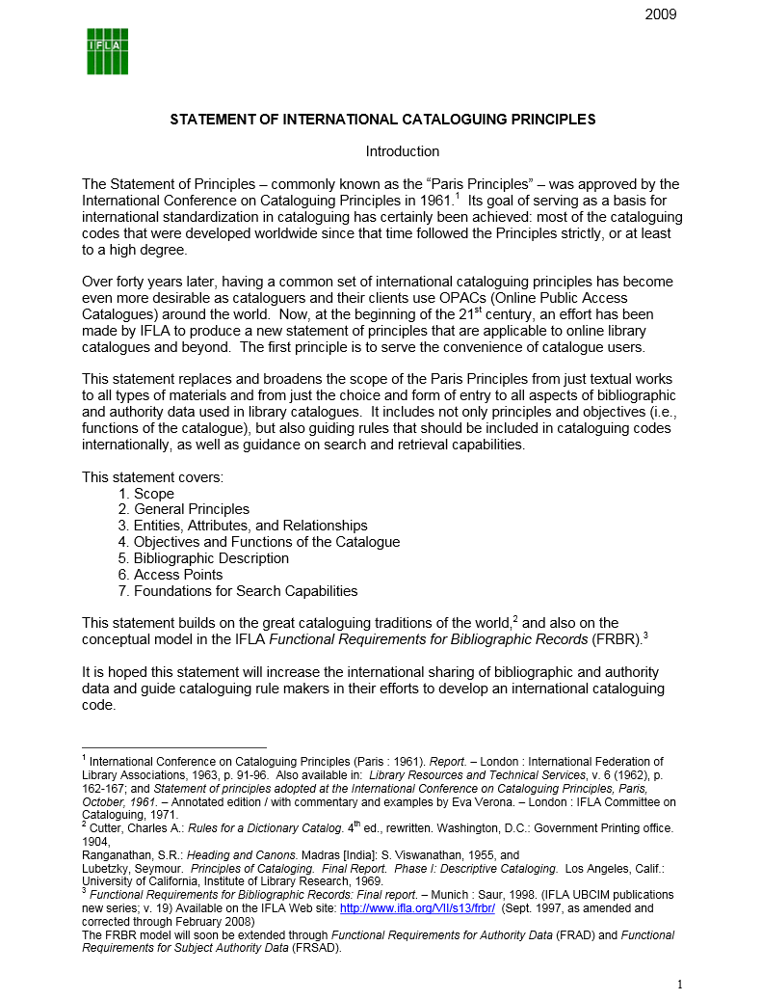 2009
IFLA
STATEMENT OF INTERNATIONAL CATALOGUING PRINCIPLES
Introduction
The Statement of Principles – commonly known as the “Paris Principles” – was approved by the
International Conference on Cataloguing Principles in 1961.1 Its goal of serving as a basis for
international standardization in cataloguing has certainly been achieved: most of the cataloguing
codes that were developed worldwide since that time followed the Principles strictly, or at least
to a high degree.
Over forty years later, having a common set of international cataloguing principles has become
even more desirable as cataloguers and their clients use OPACs (Online Public Access
Catalogues) around the world. Now, at the beginning of the 21st century, an effort has been
made by IFLA to produce a new statement of principles that are applicable to online library
catalogues and beyond. The first principle is to serve the convenience of catalogue users.
This statement replaces and broadens the scope of the Paris Principles from just textual works
to all types of materials and from just the choice and form of entry to all aspects of bibliographic
and authority data used in library catalogues. It includes not only principles and objectives (i.e.,
functions of the catalogue), but also guiding rules that should be included in cataloguing codes
internationally, as well as guidance on search and retrieval capabilities.
This statement covers:
1. Scope
2. General Principles
3. Entities, Attributes, and Relationships
4. Objectives and Functions of the Catalogue
5. Bibliographic Description
6. Access Points
7. Foundations for Search Capabilities
This statement builds on the great cataloguing traditions of the world,2 and also on the
conceptual model in the IFLA Functional Requirements for Bibliographic Records (FRBR).3
It is hoped this statement will increase the international sharing of bibliographic and authority
data and guide cataloguing rule makers in their efforts to develop an international cataloguing
code.
1 International Conference on Cataloguing Principles (Paris : 1961). Report. – London : International Federation of
Library Associations, 1963, p. 91-96. Also available in: Library Resources and Technical Services, v. 6 (1962), p.
162-167; and Statement of principles adopted at the International Conference on Cataloguing Principles, Paris,
October, 1961. – Annotated edition / with commentary and examples by Eva Verona. – London : IFLA Committee on
Cataloguing, 1971.
2 Cutter, Charles A.: Rules for a Dictionary Catalog. 4th ed., rewritten. Washington, D.C.: Government Printing office.
1904,
Ranganathan, S.R.: Heading and Canons. Madras [India]: S. Viswanathan, 1955, and
Lubetzky, Seymour. Principles of Cataloging. Final Report. Phase I: Descriptive Cataloging. Los Angeles, Calif.:
University of California, Institute of Library Research, 1969.
3 Functional Requirements for Bibliographic Records: Final report. – Munich : Saur, 1998. (IFLA UBCIM publications
new series; v. 19) Available on the IFLA Web site: http://www.ifla.org/VII/s13/frbr/ (Sept. 1997, as amended and
corrected through February 2008)
The FRBR model will soon be extended through Functional Requirements for Authority Data (FRAD) and Functional
Requirements for Subject Authority Data (FRSAD).
1